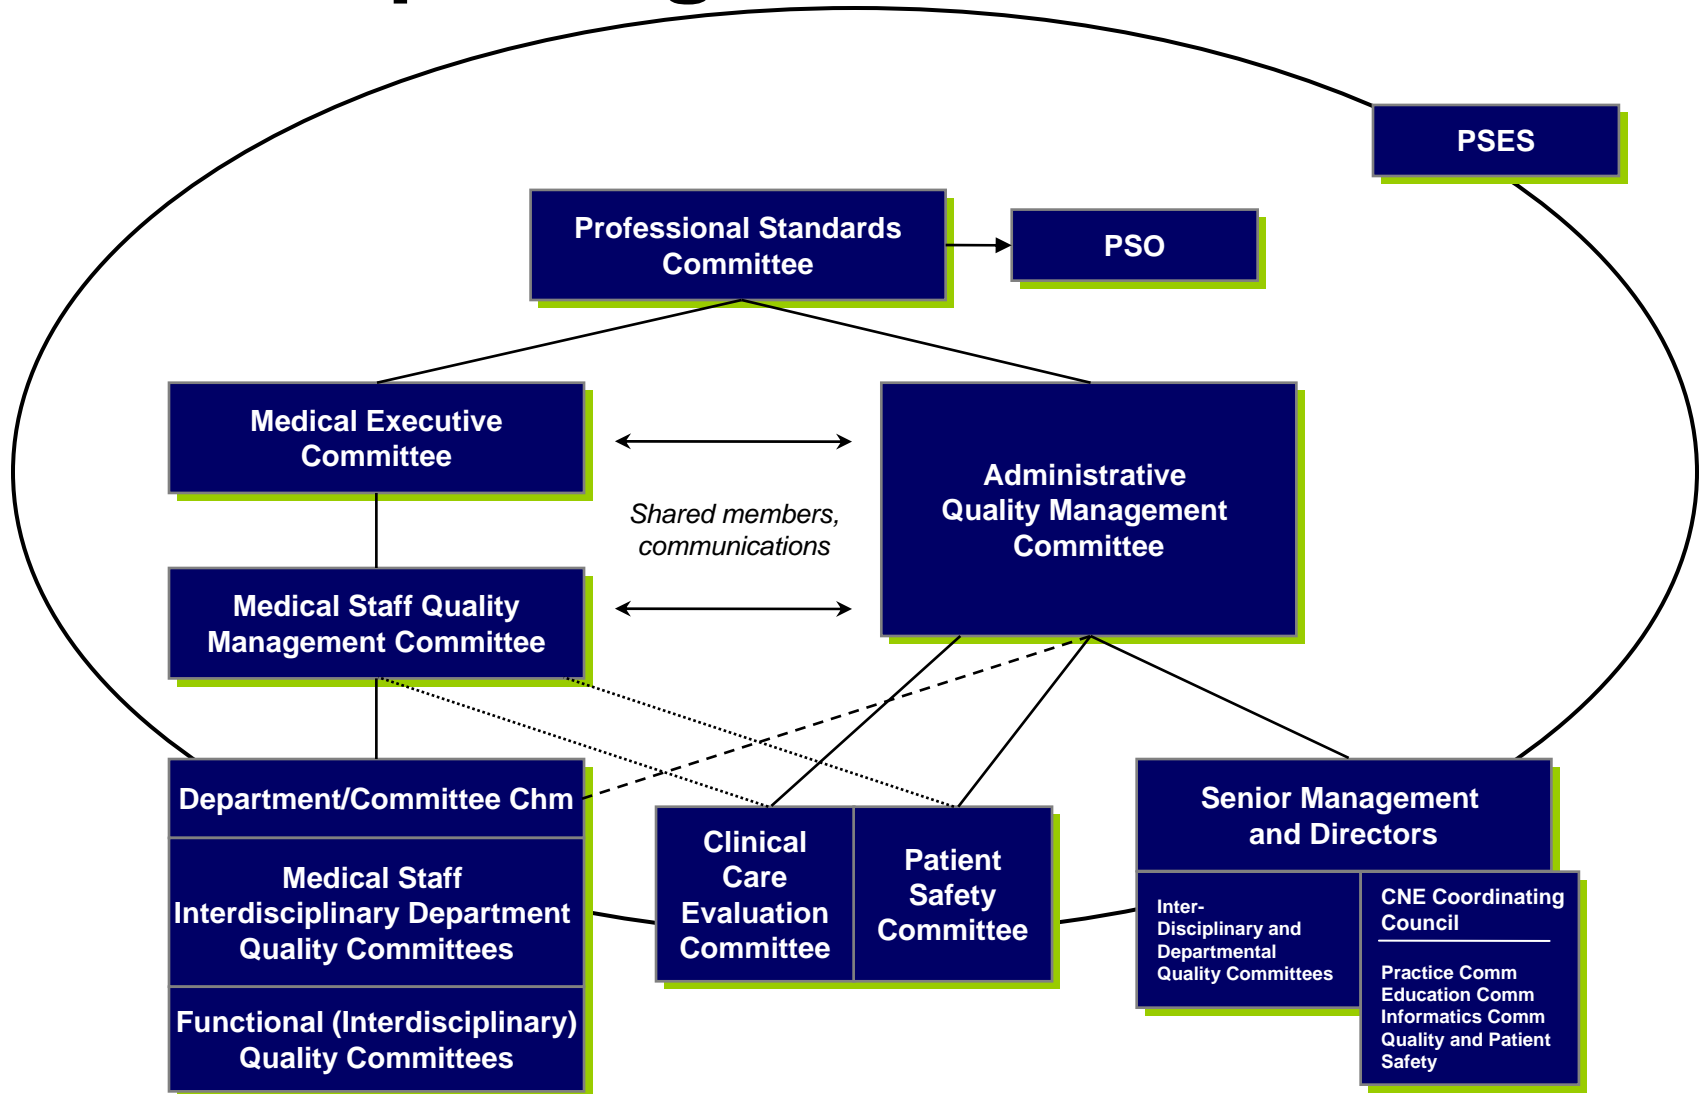 PSES
Professional Standards
Committee
PSO
Medical Executive
Committee
Administrative
Quality Management
Committee
Shared members,
communications
Medical Staff Quality
Management Committee
Department/Committee Chm
Medical Staff
Interdisciplinary Department
Quality Committees
Functional (Interdisciplinary)
Quality Committees
Clinical
Care
Evaluation
Committee
Patient
Safety
Committee
Senior Management
and Directors
Inter-
Disciplinary and
Departmental
Quality Committees
CNE Coordinating
Council
Practice Comm
Education Comm
Informatics Comm
Quality and Patient
Safety